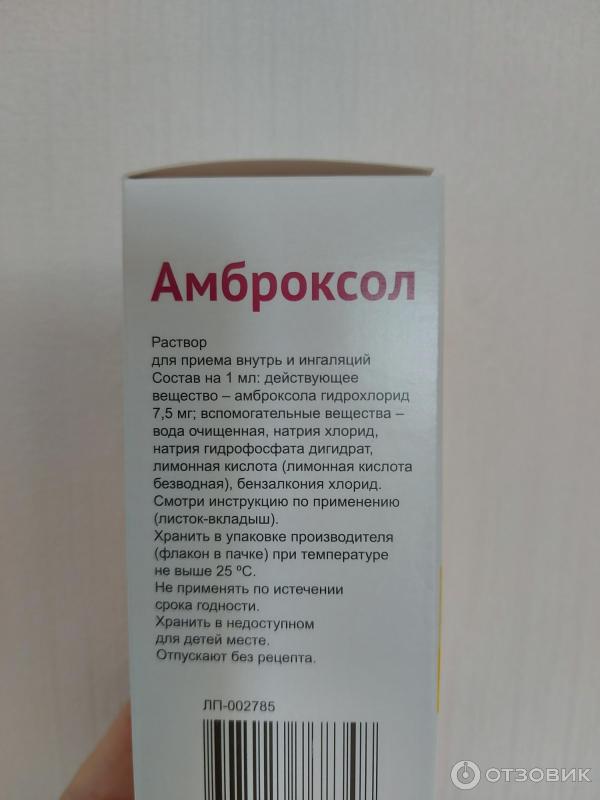 Амброксол
Раствор
для приема внутрь и ингаляций
Состав на 1 мл: действующее
вещество – амброксола гидрохлорид
7,5 мг; вспомогательные вещества –
вода очищенная, натрия хлорид,
натрия гидрофосфата дигидрат,
лимонная кислота (лимонная кислота
безводная), бензалкония хлорид.
Смотри инструкцию по применению
(листок-вкладыш).
Хранить в упаковке производителя
(флакон в пачке) при температуре
не выше 25 ºС.
Не применять по истечении
срока годности.
Хранить в недоступном
для детей месте.
Отпускают без рецепта.
ЛП-002785
ОТЗОВИК